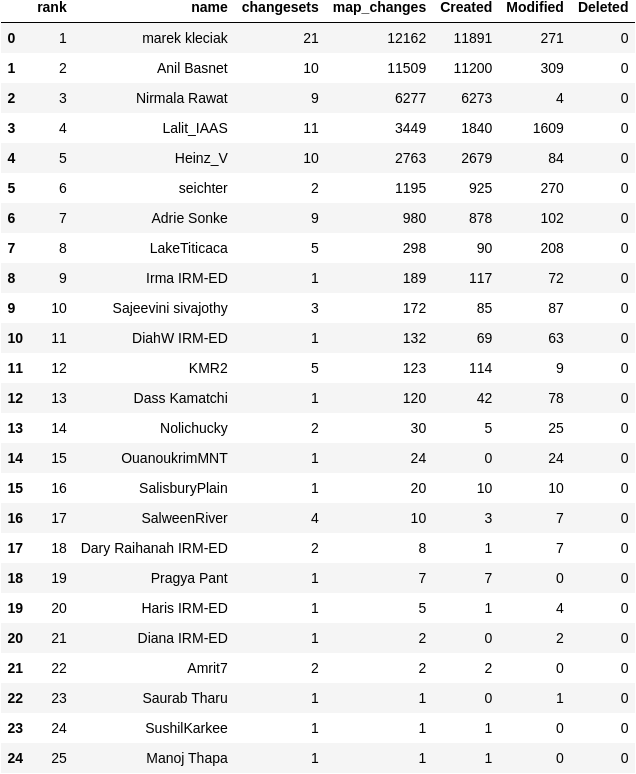 rank name changesets map_changes Created Modified Deleted
0 1 marek kleciak 21 12162 11891 271 0
1 2 Anil Basnet 10 11509 11200 309 0
2 3 Nirmala Rawat 9 6277 6273 4 0
3 4 Lalit_IAAS 11 3449 1840 1609 0
4 5 Heinz_V 10 2763 2679 84 0
5 6 seichter 2 1195 925 270 0
6 7 Adrie Sonke 9 980 878 102 0
7 8 LakeTiticaca 5 298 90 208 0
8 9 Irma IRM-ED 1 189 117 72 0
9 10 Sajeevini sivajothy 3 172 85 87 0
10 11 DiahW IRM-ED 1 132 69 63 0
11 12 KMR2 5 123 114 9 0
12 13 Dass Kamatchi 1 120 42 78 0
13 14 Nolichucky 2 30 5 25 0
14 15 OuanoukrimMNT 1 24 0 24 0
15 16 SalisburyPlain 1 20 10 10 0
16 17 SalweenRiver 4 10 3 7 0
17 18 Dary Raihanah IRM-ED 2 8 1 7 0
18 19 Pragya Pant 1 7 7 0 0
19 20 Haris IRM-ED 1 5 1 4 0
20 21 Diana IRM-ED 1 2 0 2 0
21 22 Amrit7 2 2 2 0 0
22 23 Saurab Tharu 1 1 0 1 0
23 24 SushilKarkee 1 1 1 0 0
24 25 Manoj Thapa 1 1 1 0 0